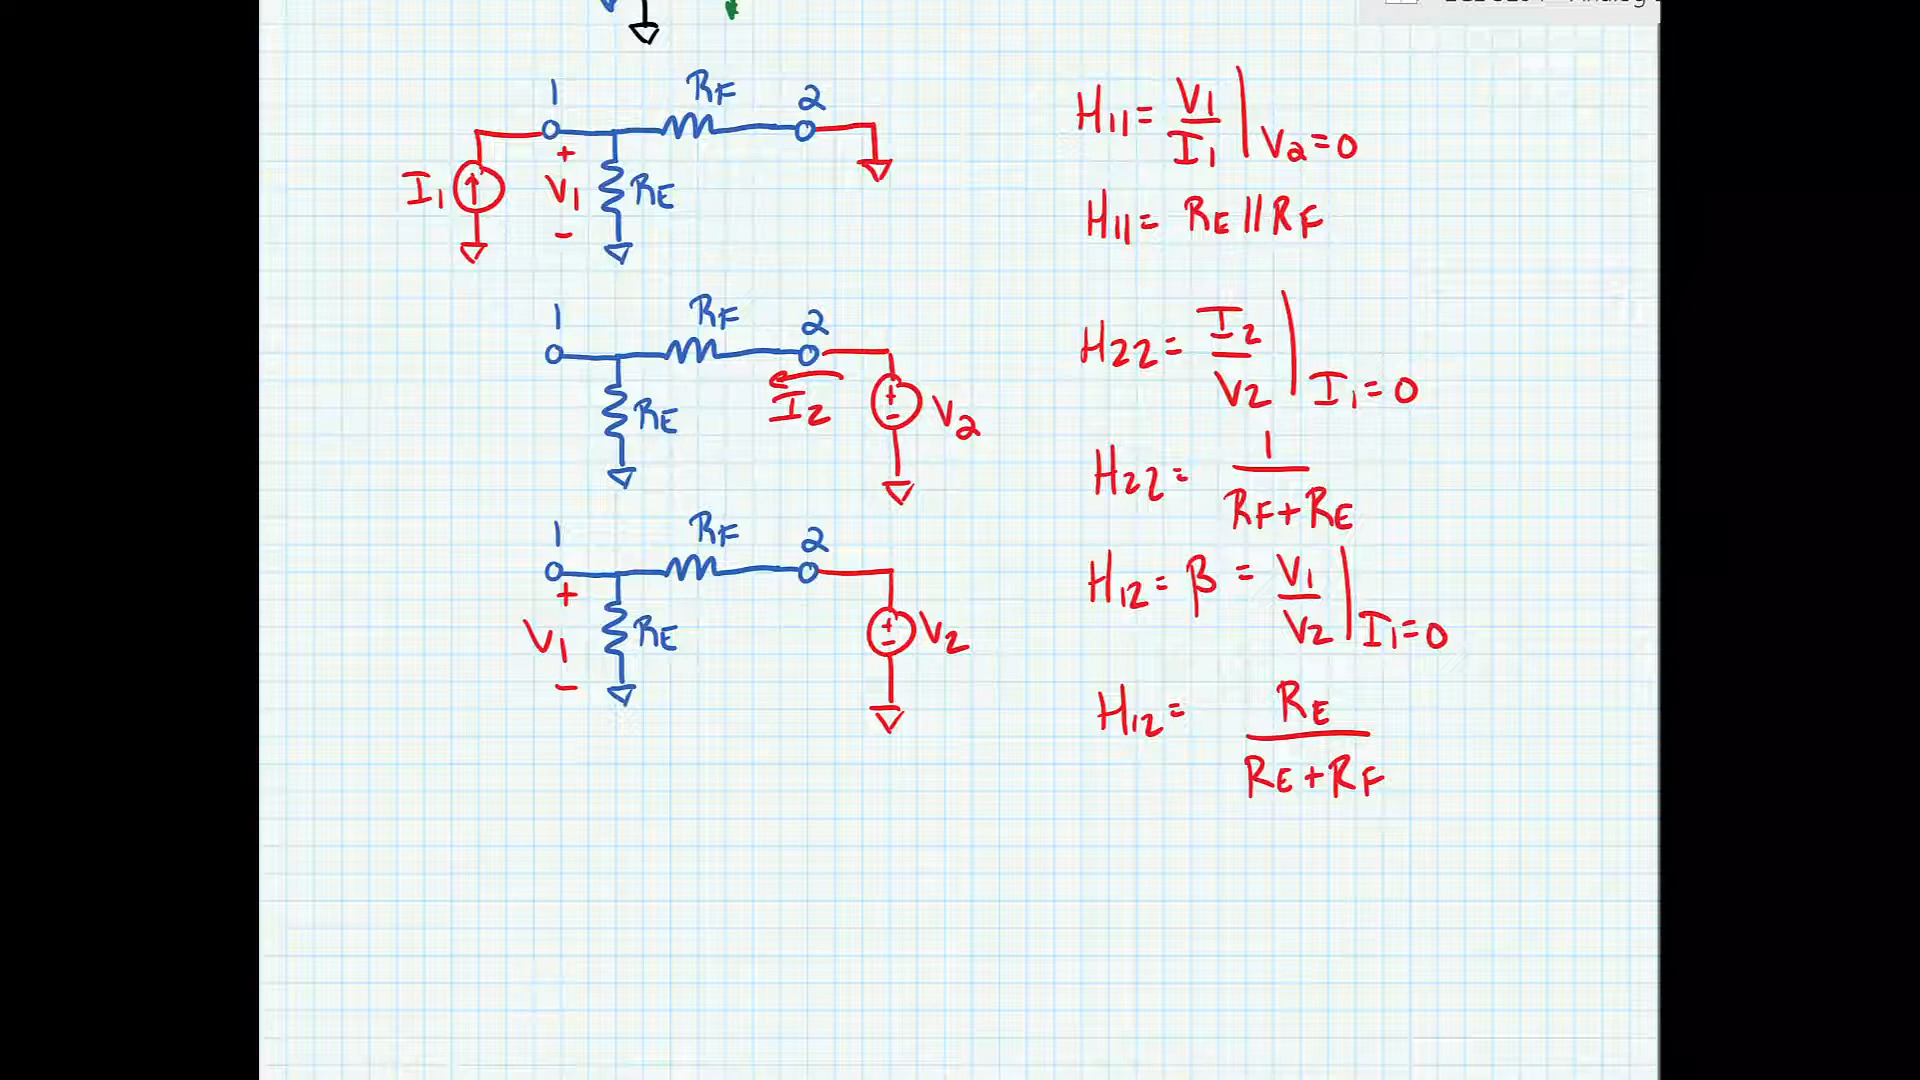 1 RF 2
I1 + V1 - RE
H11 = V1 / I1 | V2 = 0
H11 = RE // RF
1 RF 2
RE I2 + - V2
H22 = I2 / V2 | I1 = 0
H22 = 1 / RF + RE
1 RF 2
+ V1 - RE + - V2
H12 = β = V1 / V2 | I1 = 0
H12 = RE / RE + RF